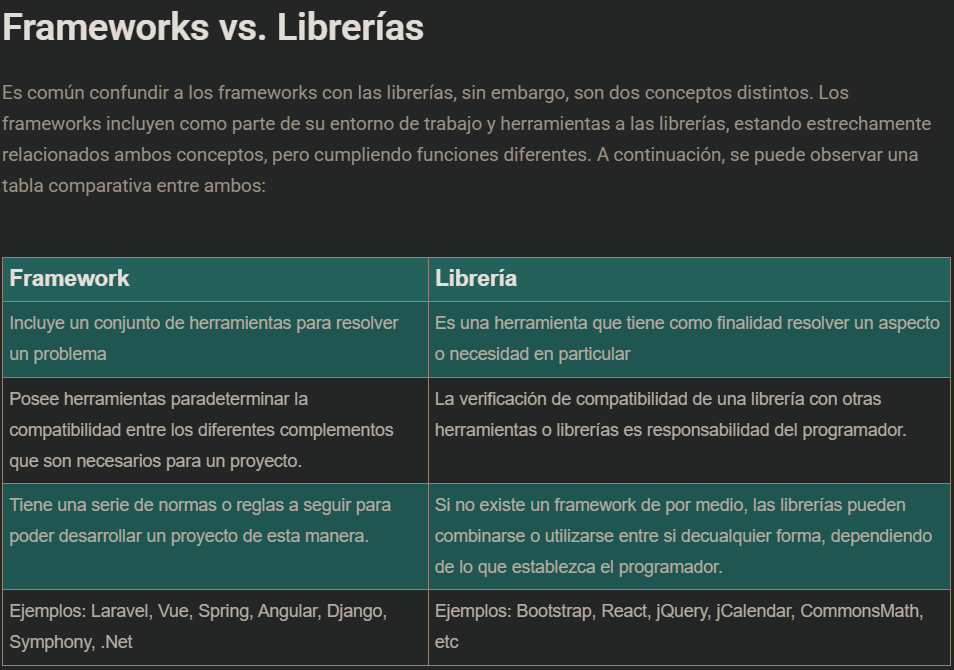 Frameworks vs. Librerías
Es común confundir a los frameworks con las librerías, sin embargo, son dos conceptos distintos. Los
frameworks incluyen como parte de su entorno de trabajo y herramientas a las librerías, estando estrechamente
relacionados ambos conceptos, pero cumpliendo funciones diferentes. A continuación, se puede observar una
tabla comparativa entre ambos:
Framework
Librería
Incluye un conjunto de herramientas para resolver
un problema
Es una herramienta que tiene como finalidad resolver un aspecto
o necesidad en particular
Posee herramientas paradeterminar la
compatibilidad entre los diferentes complementos
que son necesarios para un proyecto.
La verificación de compatibilidad de una librería con otras
herramientas o librerías es responsabilidad del programador.
Tiene una serie de normas o reglas a seguir para
poder desarrollar un proyecto de esta manera.
Si no existe un framework de por medio, las librerías pueden
combinarse o utilizarse entre si decualquier forma, dependiendo
de lo que establezca el programador.
Ejemplos: Laravel, Vue, Spring, Angular, Django,
Symphony, .Net
Ejemplos: Bootstrap, React, jQuery, jCalendar, CommonsMath,
etc